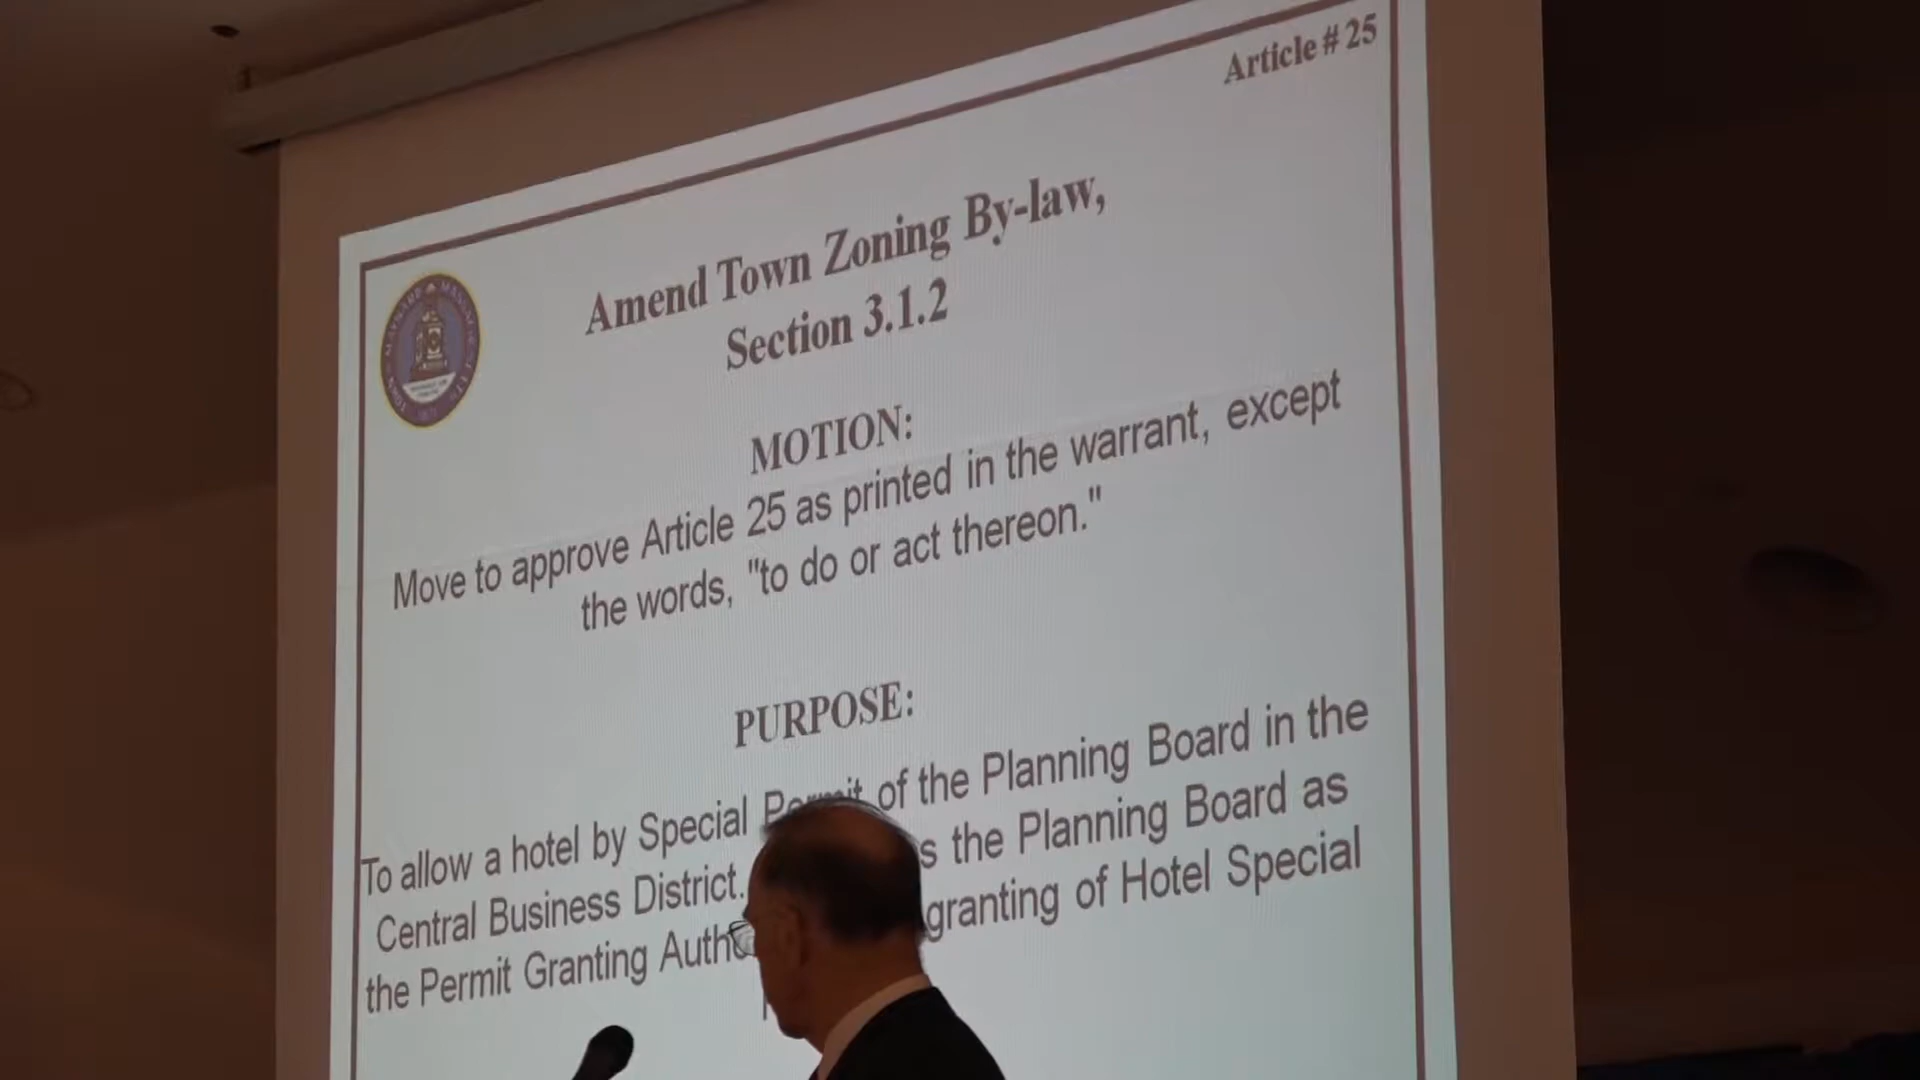 Article # 25
Amend Town Zoning By-law,
Section 3.1.2
MOTION:
Move to approve Article 25 as printed in the warrant, except
the words, "to do or act thereon."
PURPOSE:
To allow a hotel by Special Permit of the Planning Board in the
Central Business District. the Planning Board as
the Permit Granting granting of Hotel Special